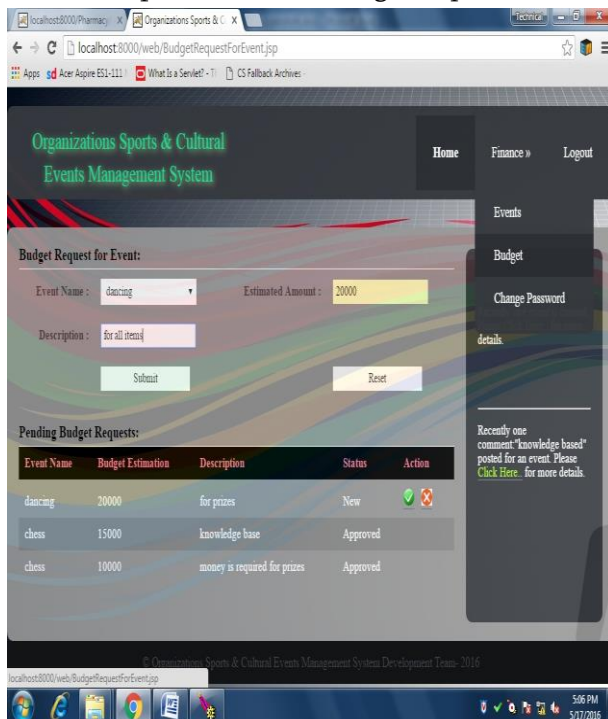 localhost:8000/Pharmacy
Organizations Sports & C
Technical
localhost:8000/web/BudgetRequestForEvent.jsp
Apps
Acer Aspire ES1-111
What Is a Servlet? - Th
CS Fallback Archives
Organizations Sports & Cultural
Events Management System
Home
Finance »
Logout
Events
Budget
Change Password
Budget Request for Event:
Event Name :
dancing
Estimated Amount :
20000
Description :
for all items
details.
Submit
Reset
Pending Budget Requests:
Event Name Budget Estimation Description Status Action
dancing 20000 for prizes New
chess 15000 knowledge base Approved
chess 10000 money is required for prizes Approved
Recently one
comment:"knowledge based"
posted for an event. Please
Click Here.. for more details.
© Organizations Sports & Cultural Events Management System Development Team- 2016
localhost:8000/web/BudgetRequestForEvent.jsp
5:06 PM
5/17/2016